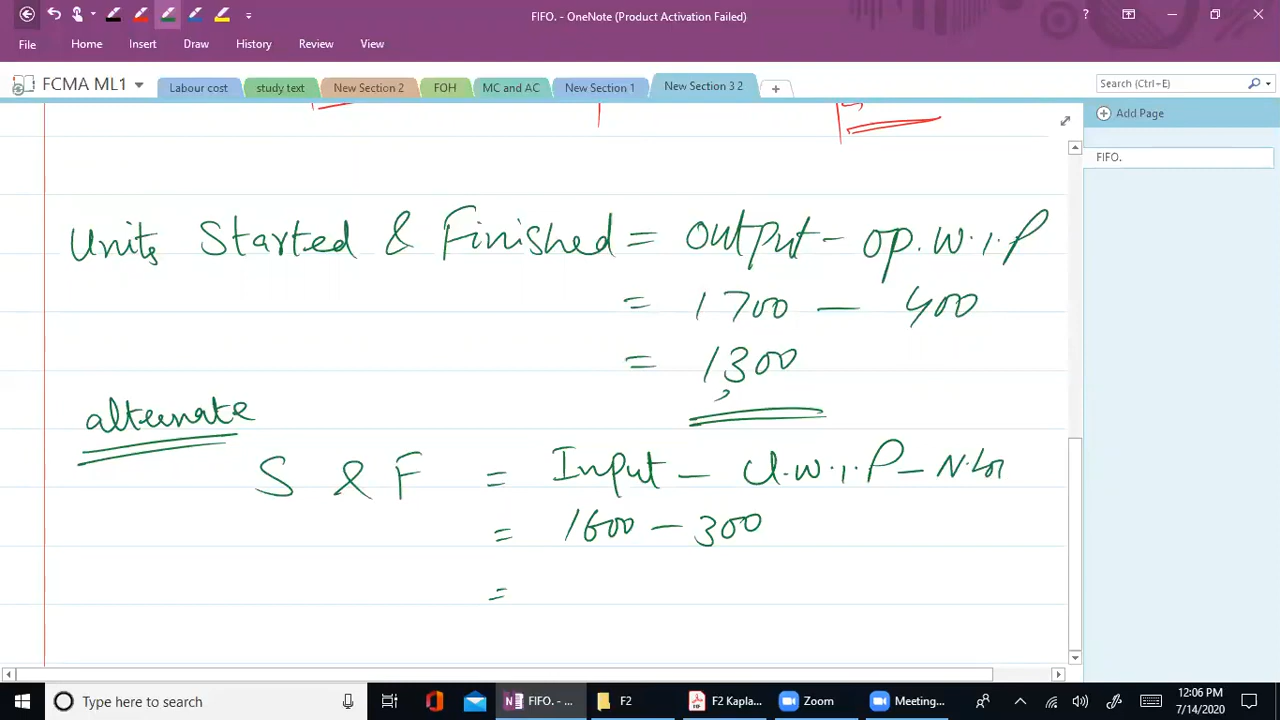 FIFO. - OneNote (Product Activation Failed)
?
File Home Insert Draw History Review View
FCMA ML1 Labour cost study text New Section 2 FOH MC and AC New Section 1 New Section 3 2 Search (Ctrl+E)
Add Page
FIFO.
Units Started & Finished = Output - Op.W.I.P
= 1700 - 400
= 1300
alternate
S & F = Input - Cl.W.I.P - N.Los
= 1600 - 300
=
Type here to search FIFO. - ... F2 F2 Kapla... Zoom Meeting... 12:06 PM
7/14/2020